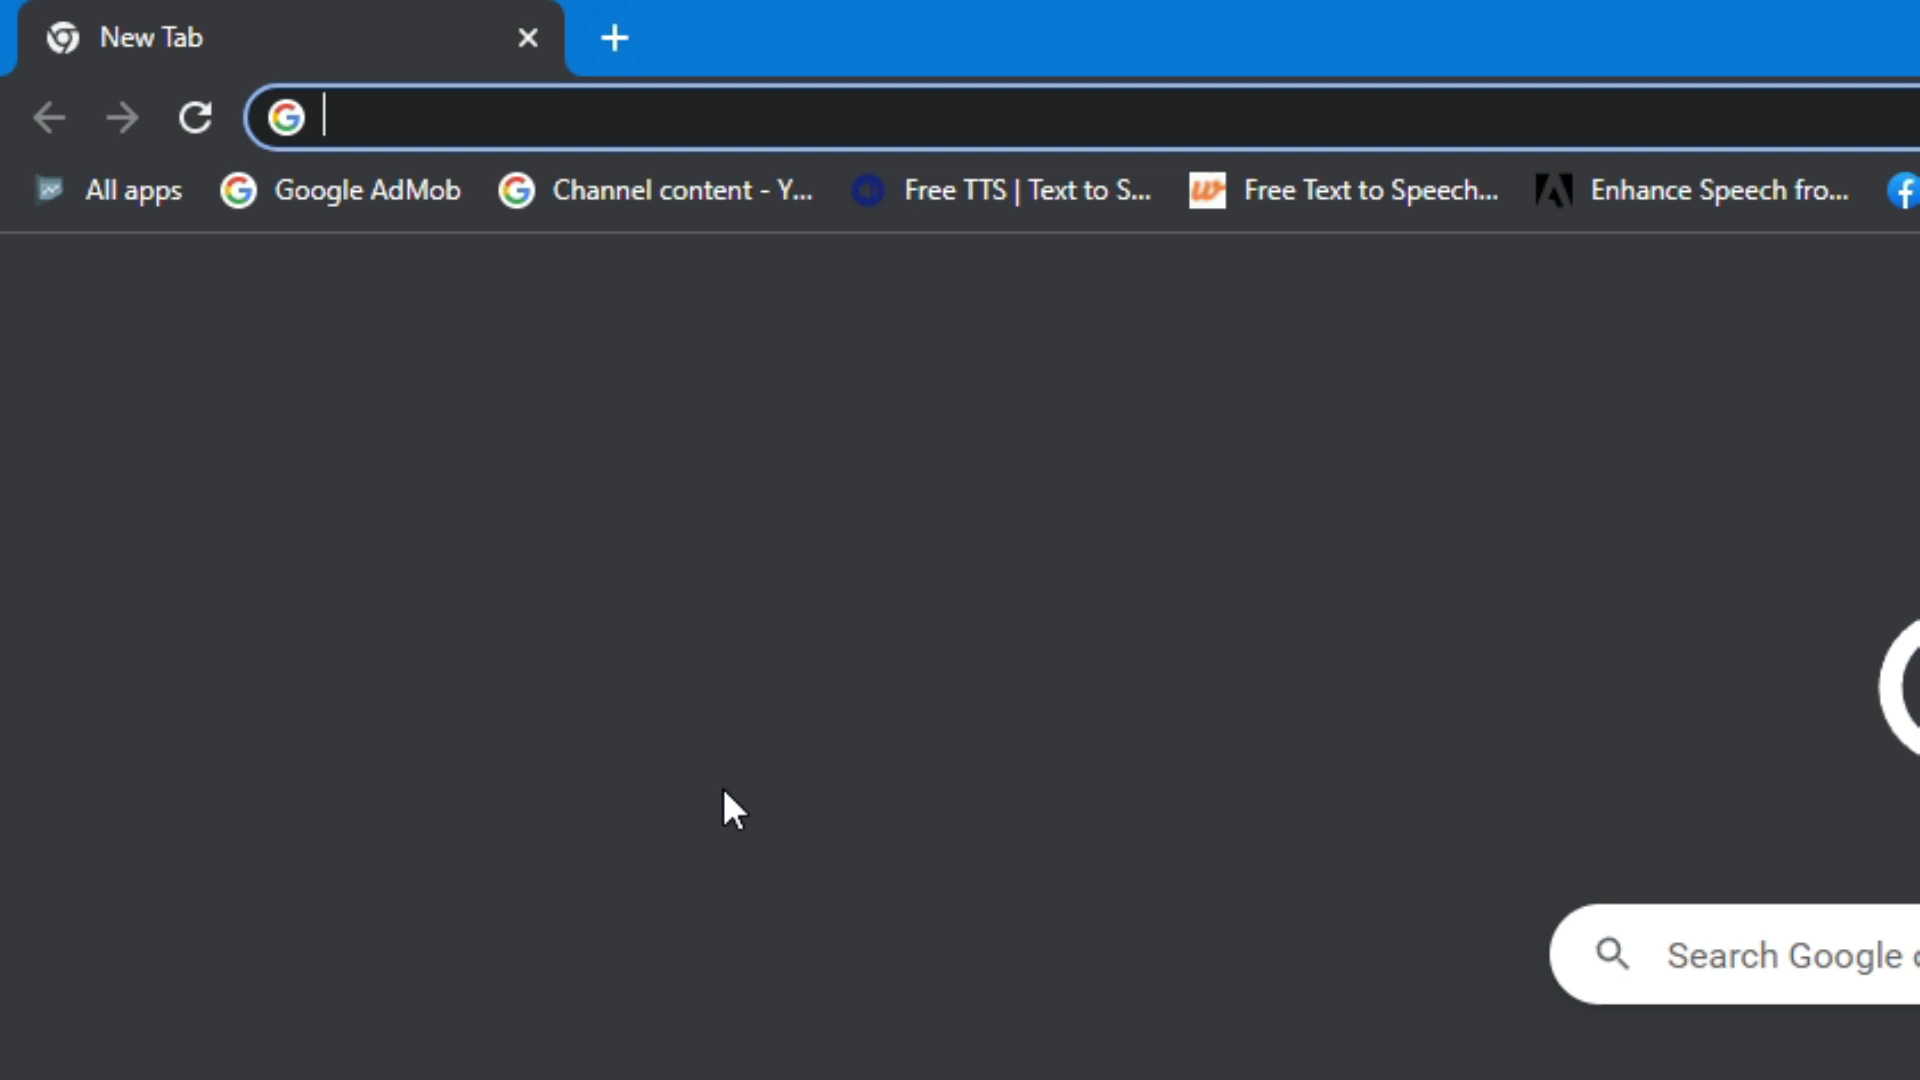 New Tab
All apps Google AdMob Channel content - Y... Free TTS | Text to S... Free Text to Speech... Enhance Speech fro...
Search Google